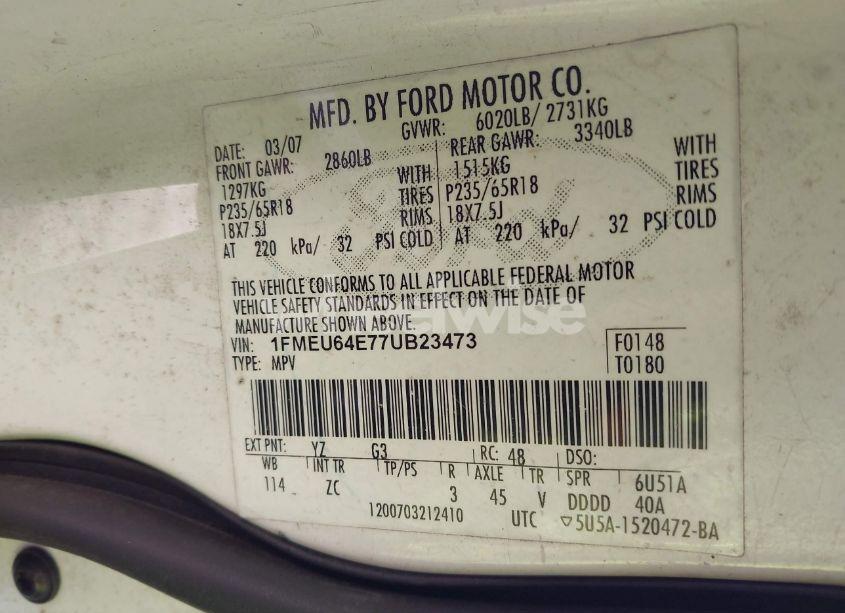 MFD. BY FORD MOTOR CO.
DATE: 03/07 GVWR: 6020LB/ 2731KG
FRONT GAWR: 2860LB REAR GAWR: 3340LB
1297KG WITH 1515KG WITH
P235/65R18 TIRES P235/65R18 TIRES
18X7.5J RIMS 18X7.5J RIMS
AT 220 kPa/ 32 PSI COLD AT 220 kPa/ 32 PSI COLD
THIS VEHICLE CONFORMS TO ALL APPLICABLE FEDERAL MOTOR
VEHICLE SAFETY STANDARDS IN EFFECT ON THE DATE OF
MANUFACTURE SHOWN ABOVE.
VIN: 1FMEU64E77UB23473 F0148
TYPE: MPV T0180
EXT PNT: YZ G3 RC: 48 DSO:
WB INT TR TP/PS R AXLE TR SPR 6U51A
114 ZC 3 45 V DDDD 40A
1200703212410 UTC ▽5U5A-1520472-BA